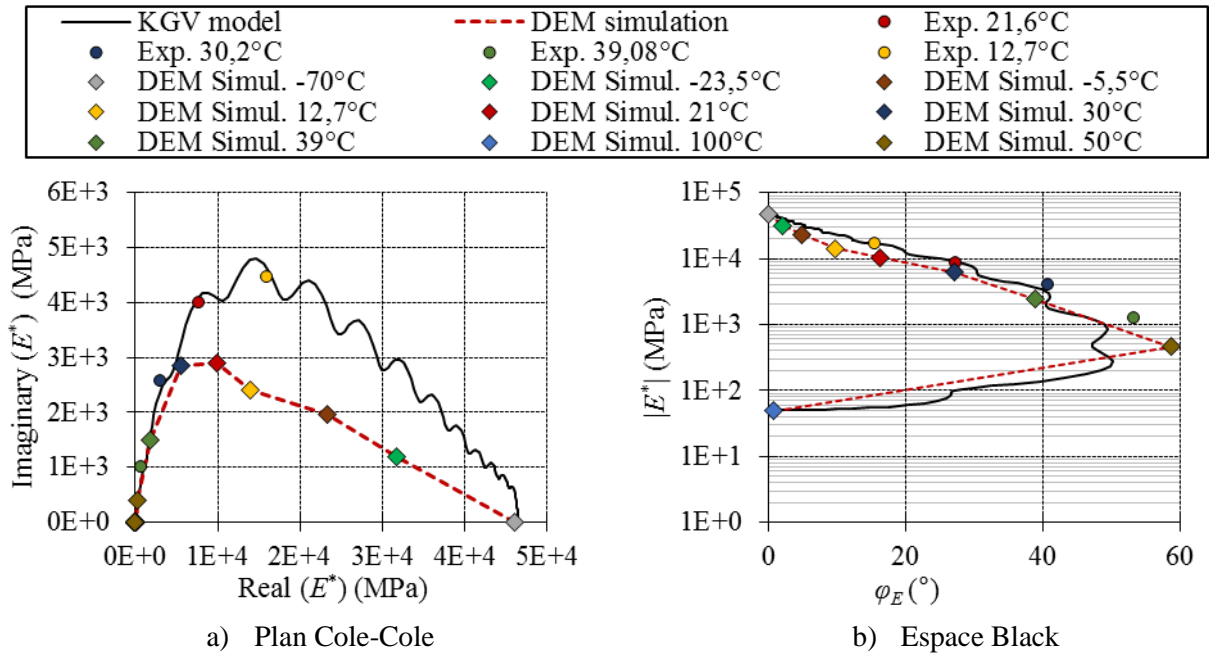 KGV model DEM simulation Exp. 21,6°C
Exp. 30,2°C Exp. 39,08°C Exp. 12,7°C
DEM Simul. -70°C DEM Simul. -23,5°C DEM Simul. -5,5°C
DEM Simul. 12,7°C DEM Simul. 21°C DEM Simul. 30°C
DEM Simul. 39°C DEM Simul. 100°C DEM Simul. 50°C
Imaginary (E*) (MPa)
6E+3
5E+3
4E+3
3E+3
2E+3
1E+3
0E+0
0E+0 1E+4 2E+4 3E+4 4E+4 5E+4
Real (E*) (MPa)
a) Plan Cole-Cole
|E*| (MPa)
1E+5
1E+4
1E+3
1E+2
1E+1
1E+0
0 20 40 60
φE (°)
b) Espace Black